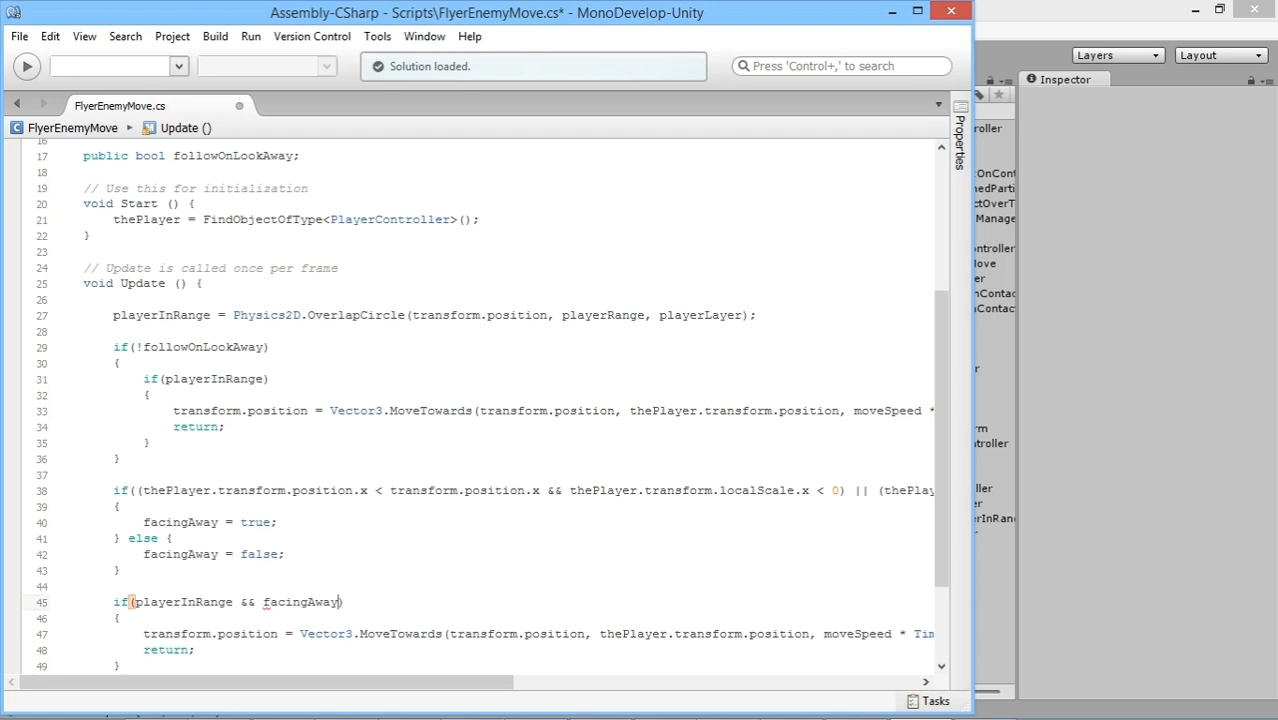 Assembly-CSharp - Scripts\FlyerEnemyMove.cs* - MonoDevelop-Unity
File Edit View Search Project Build Run Version Control Tools Window Help
Solution loaded.
Press 'Control+,' to search
Layers
Layout
FlyerEnemyMove.cs
Inspector
FlyerEnemyMove
Update ()
Properties
16
17 public bool followOnLookAway;
18
19 // Use this for initialization
20 void Start () {
21 thePlayer = FindObjectOfType<PlayerController>();
22 }
23
24 // Update is called once per frame
25 void Update () {
26
27 playerInRange = Physics2D.OverlapCircle(transform.position, playerRange, playerLayer);
28
29 if(!followOnLookAway)
30 {
31 if(playerInRange)
32 {
33 transform.position = Vector3.MoveTowards(transform.position, thePlayer.transform.position, moveSpeed *
34 return;
35 }
36 }
37
38 if((thePlayer.transform.position.x < transform.position.x && thePlayer.transform.localScale.x < 0) || (thePlay
39 {
40 facingAway = true;
41 } else {
42 facingAway = false;
43 }
44
45 if(playerInRange && facingAway)
46 {
47 transform.position = Vector3.MoveTowards(transform.position, thePlayer.transform.position, moveSpeed * Tim
48 return;
49 }
Tasks